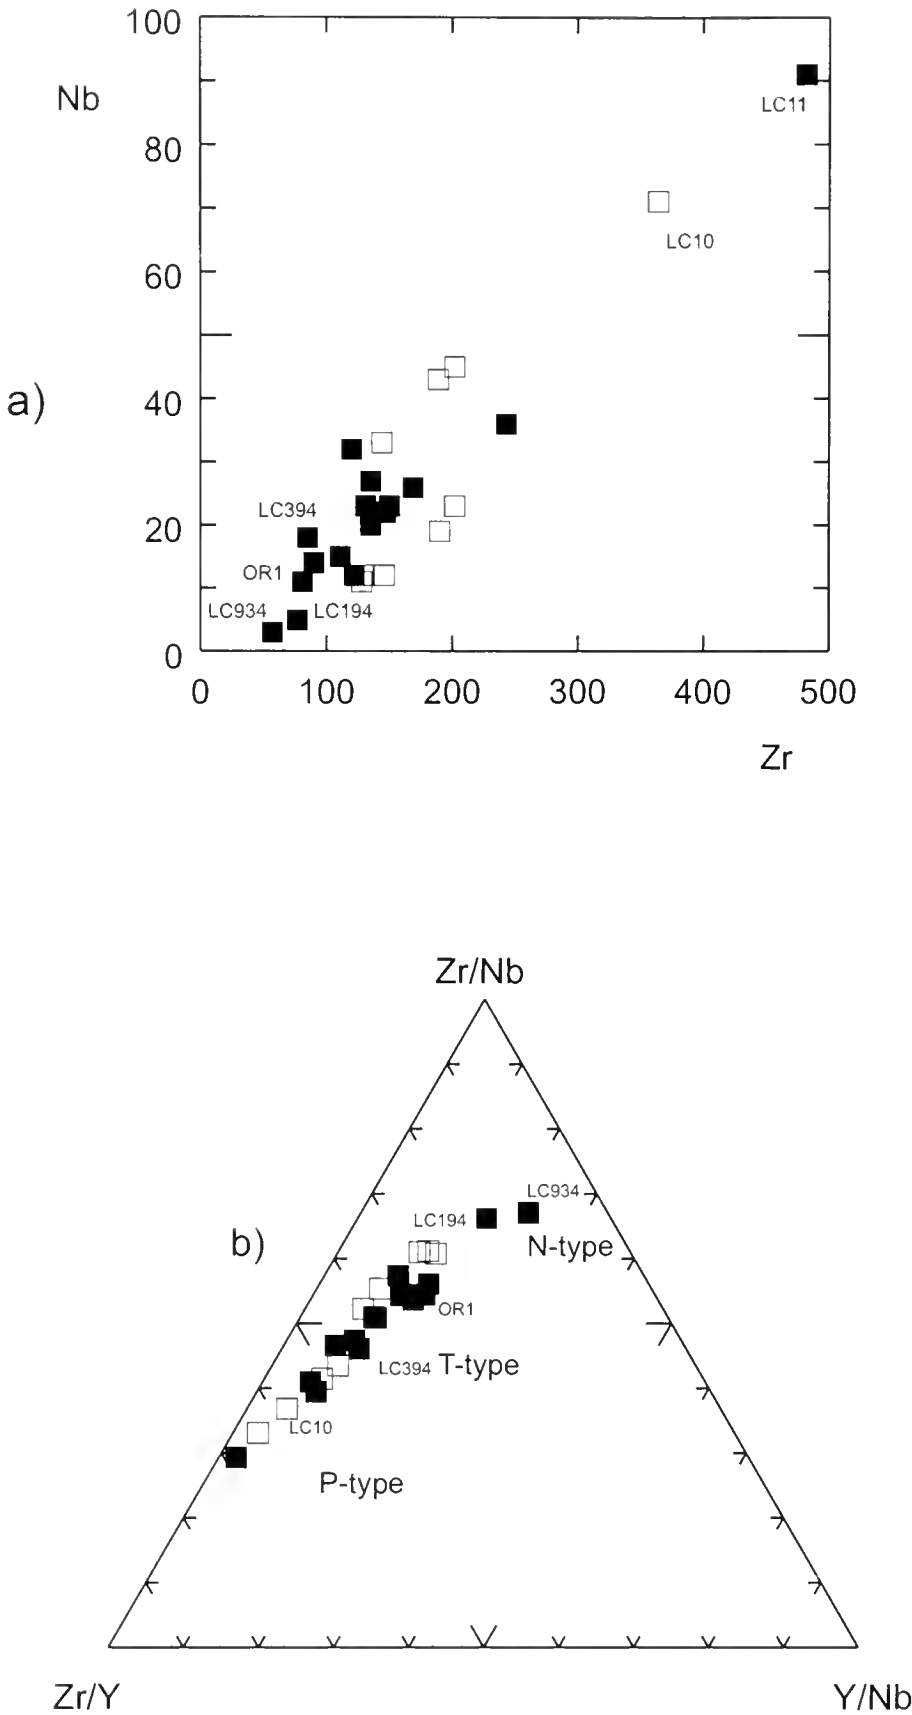 100
Nb
LC11
80
LC10
60
a)
40
LC394
20
OR1
LC934 LC194
0
0 100 200 300 400 500
Zr
Zr/Nb
LC934
LC194
b)
N-type
OR1
LC394 T-type
LC10
P-type
Zr/Y Y/Nb